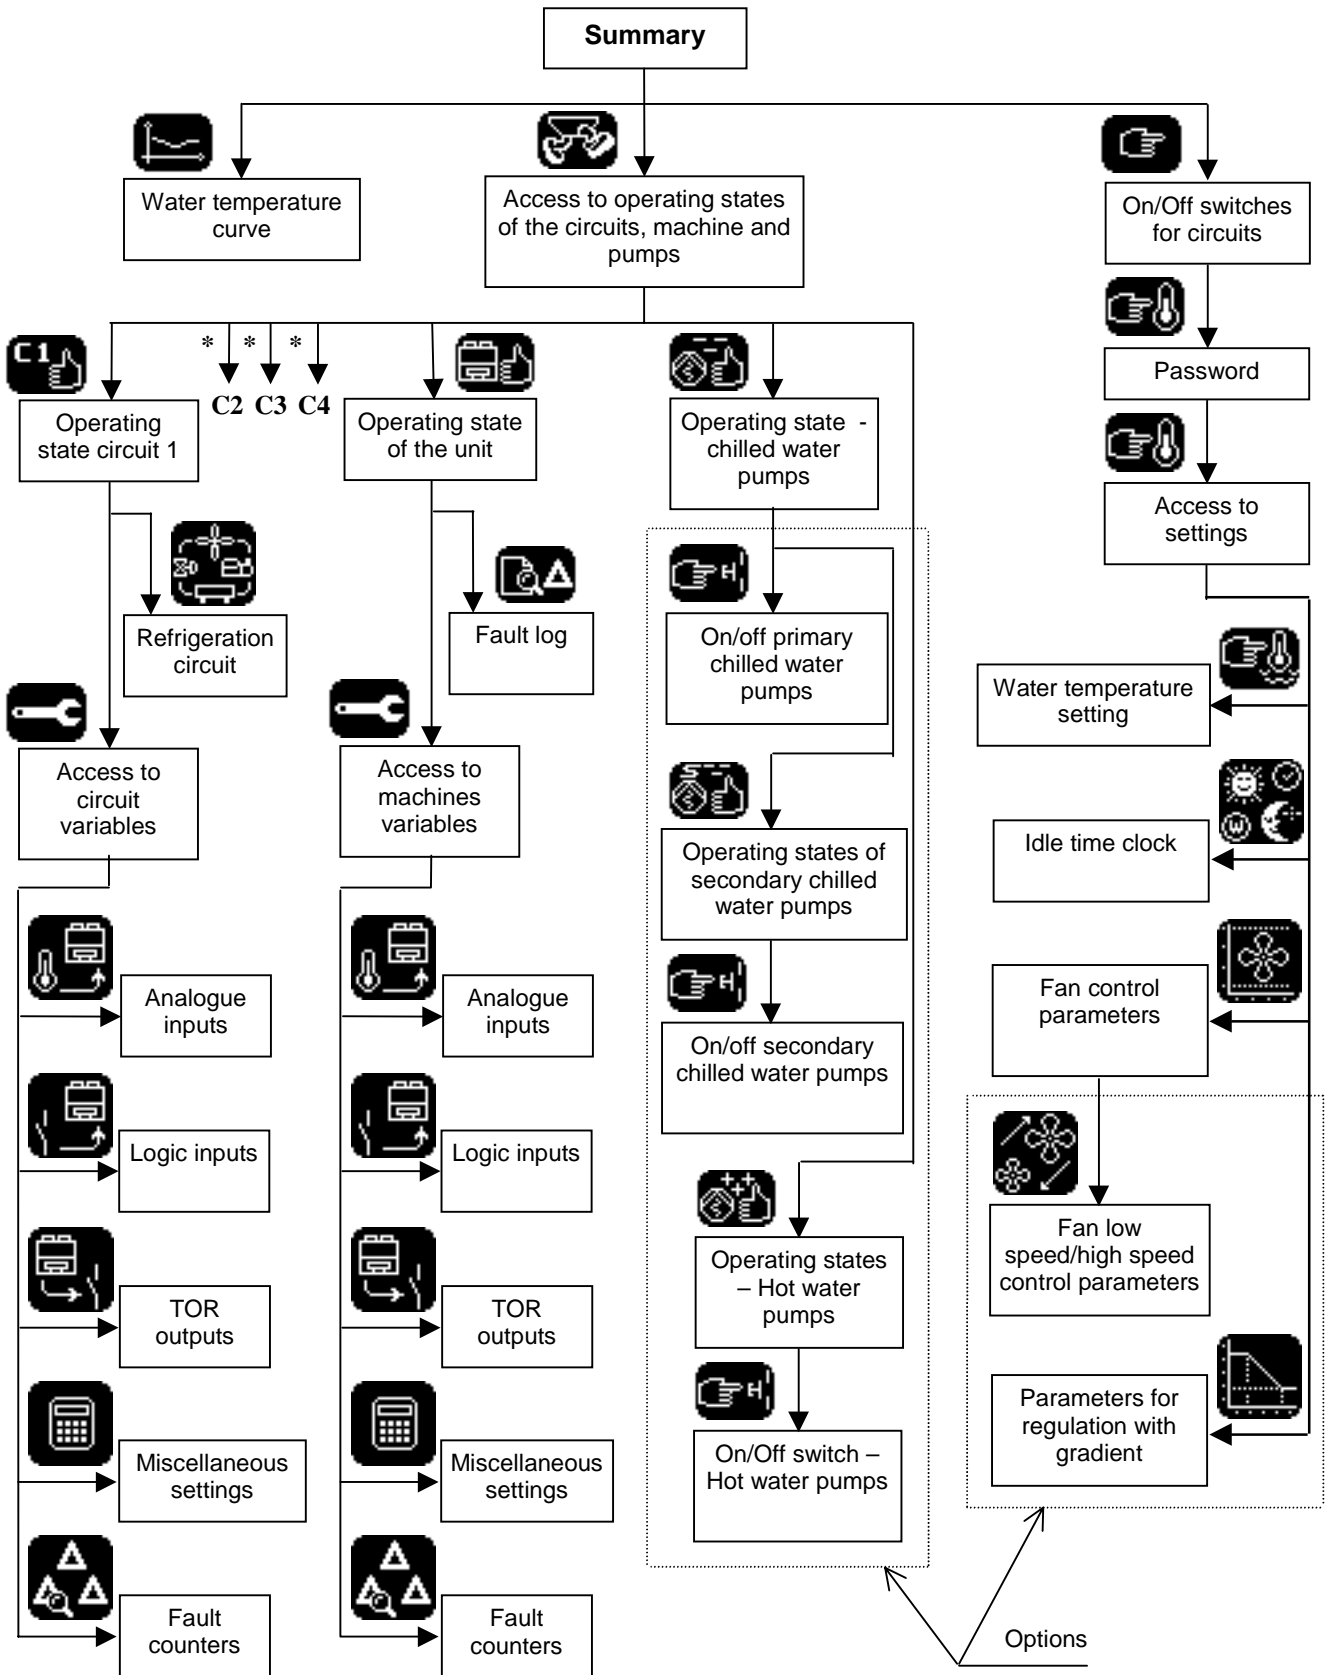 Summary
Water temperature
curve
Access to operating states
of the circuits, machine and
pumps
On/Off switches
for circuits
Password
Access to
settings
C1
* * *
C2 C3 C4
Operating
state circuit 1
Operating state
of the unit
Operating state -
chilled water
pumps
Refrigeration
circuit
Fault log
On/off primary
chilled water
pumps
Water temperature
setting
Access to
circuit
variables
Access to
machines
variables
Operating states of
secondary chilled
water pumps
Idle time clock
Analogue
inputs
Analogue
inputs
On/off secondary
chilled water pumps
Fan control
parameters
Logic inputs
Logic inputs
Operating states
– Hot water
pumps
Fan low
speed/high speed
control parameters
TOR
outputs
TOR
outputs
On/Off switch –
Hot water pumps
Parameters for
regulation with
gradient
Miscellaneous
settings
Miscellaneous
settings
Fault
counters
Fault
counters
Options